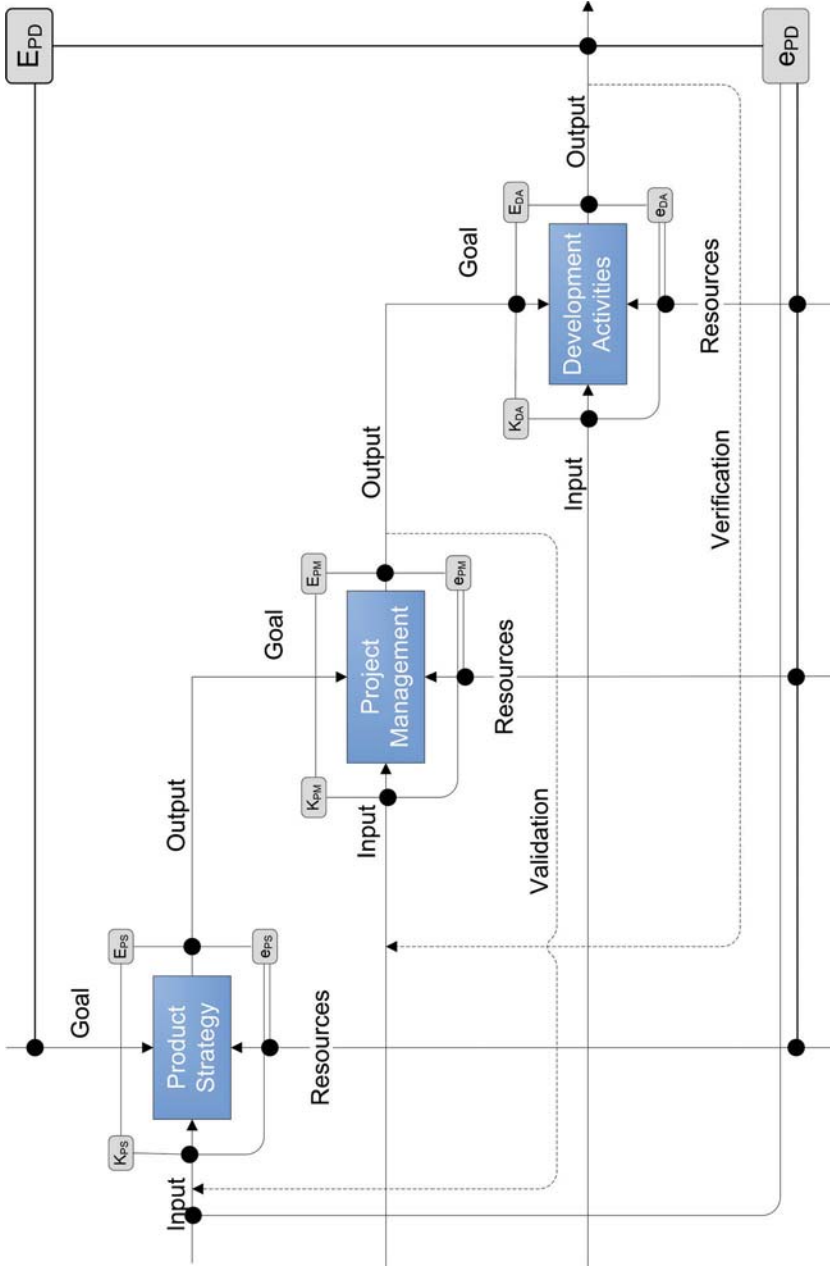 EPD
Goal
KPS
EPS
Input
Product
Strategy
Output
ePS
Resources
Goal
KPM
EPM
Input
Project
Management
Output
ePM
Resources
Validation
Goal
KDA
EDA
Input
Development
Activities
Output
eDA
Resources
Verification
ePD